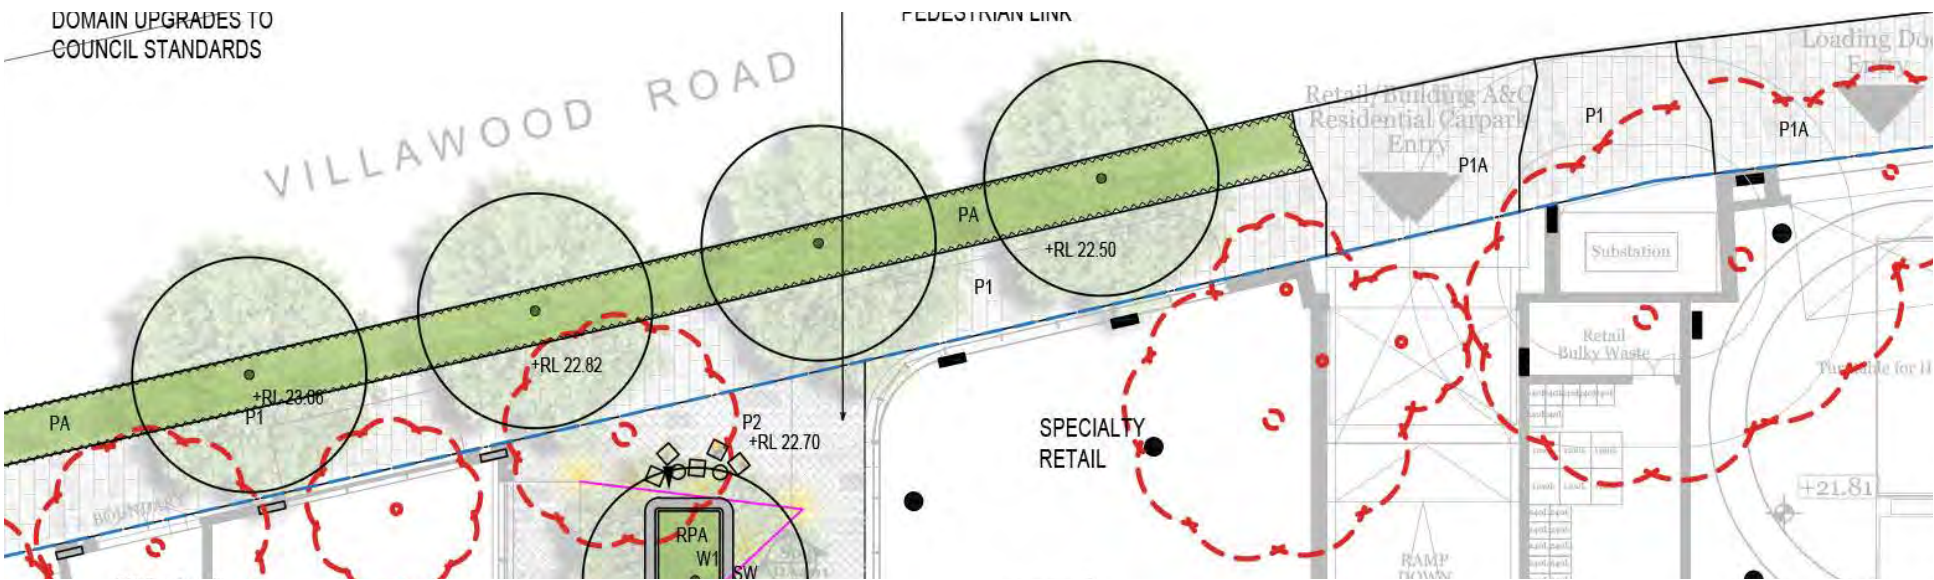 DOMAIN UPGRADES TO
COUNCIL STANDARDS
PEDESTRIAN LINK
VILLAWOOD ROAD
Loading Do
Entry
Retail/Building A&C
Residential Carpark
Entry
P1
P1A
P1A
PA
+RL 22.50
P1
Substation
Retail
Bulky Waste
+RL 22.82
+RL 23.06
P1
PA
P2
+RL 22.70
SPECIALTY
RETAIL
BOUNDARY
+21.81
RPA
W1
SW
RAMP
DOWN